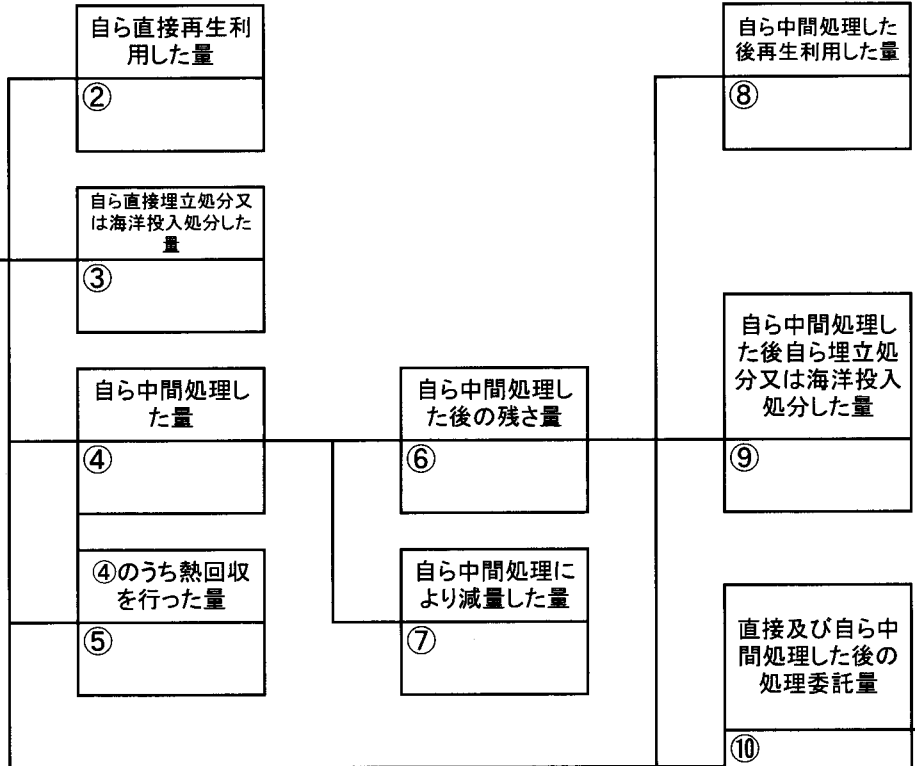 自ら直接再生利
用した量
②
自ら直接埋立処分又
は海洋投入処分した
量
③
自ら中間処理し
た量
④
④のうち熱回収
を行った量
⑤
自ら中間処理し
た後の残さ量
⑥
自ら中間処理に
より減量した量
⑦
自ら中間処理した
後再生利用した量
⑧
自ら中間処理し
た後自ら埋立処
分又は海洋投入
処分した量
⑨
直接及び自ら中
間処理した後の
処理委託量
⑩